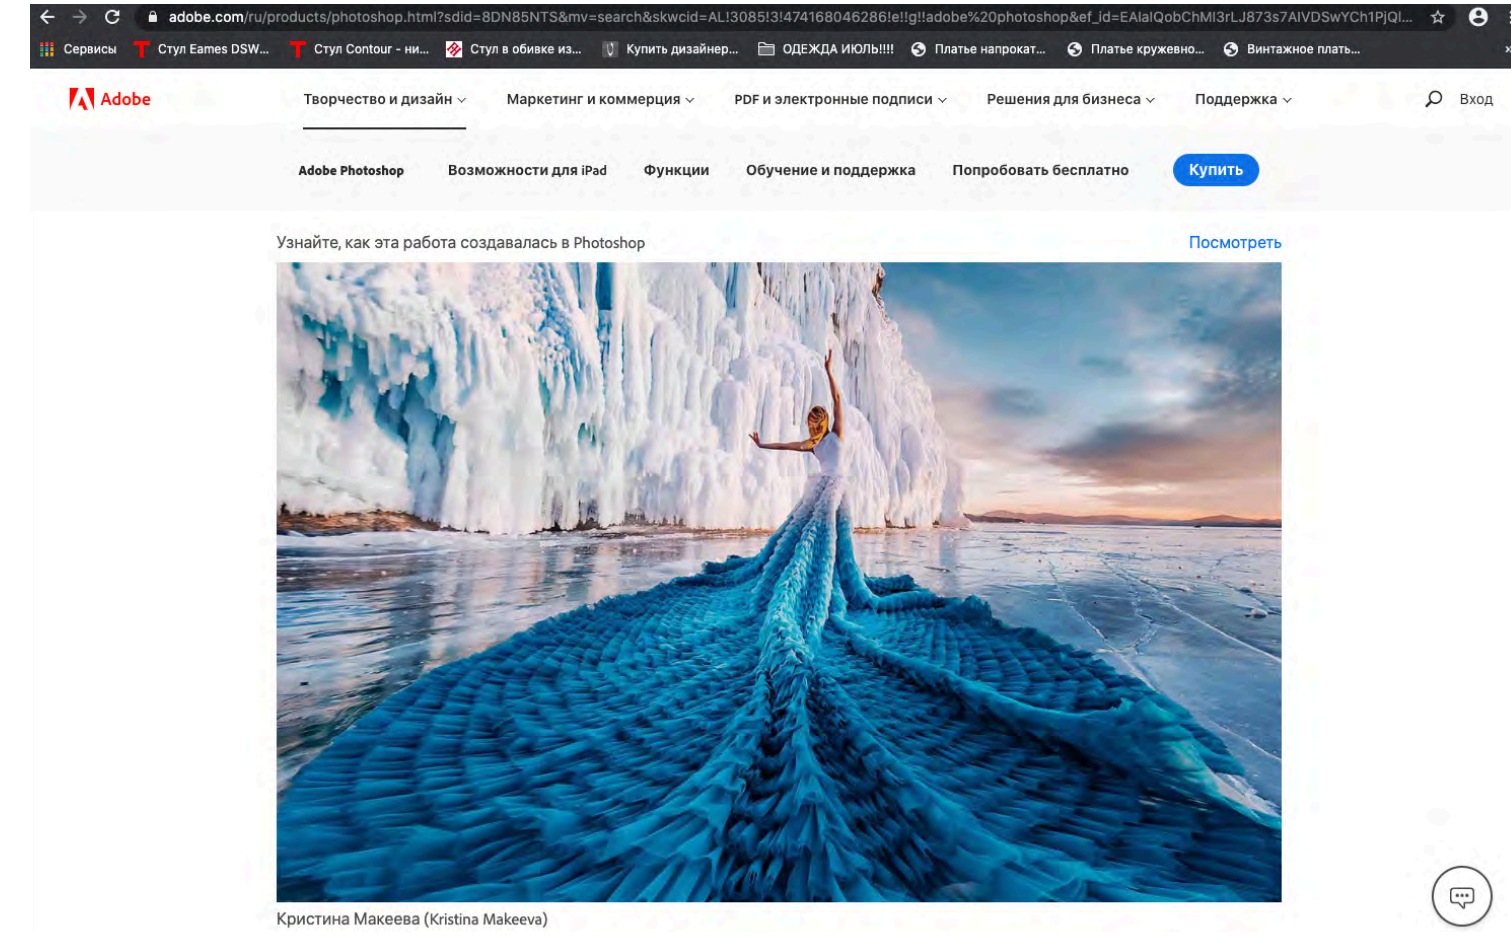 adobe.com/ru/products/photoshop.html?sdid=8DN85NTS&mv=search&skwcid=AL!3085!3!474168046286!e!!g!!adobe%20photoshop&ef_id=EAIaIQobChMI3rLJ873s7AIVDSwYCh1PjQI...
Сервисы Стул Eames DSW... Стул Contour - ни... Стул в обивке из... Купить дизайнер... ОДЕЖДА ИЮЛЬ!!!! Платье напрокат... Платье кружевно... Винтажное плать... »
Adobe Творчество и дизайн Маркетинг и коммерция PDF и электронные подписи Решения для бизнеса Поддержка Вход
Adobe Photoshop Возможности для iPad Функции Обучение и поддержка Попробовать бесплатно Купить
Узнайте, как эта работа создавалась в Photoshop Посмотреть
Кристина Макеева (Kristina Makeeva)